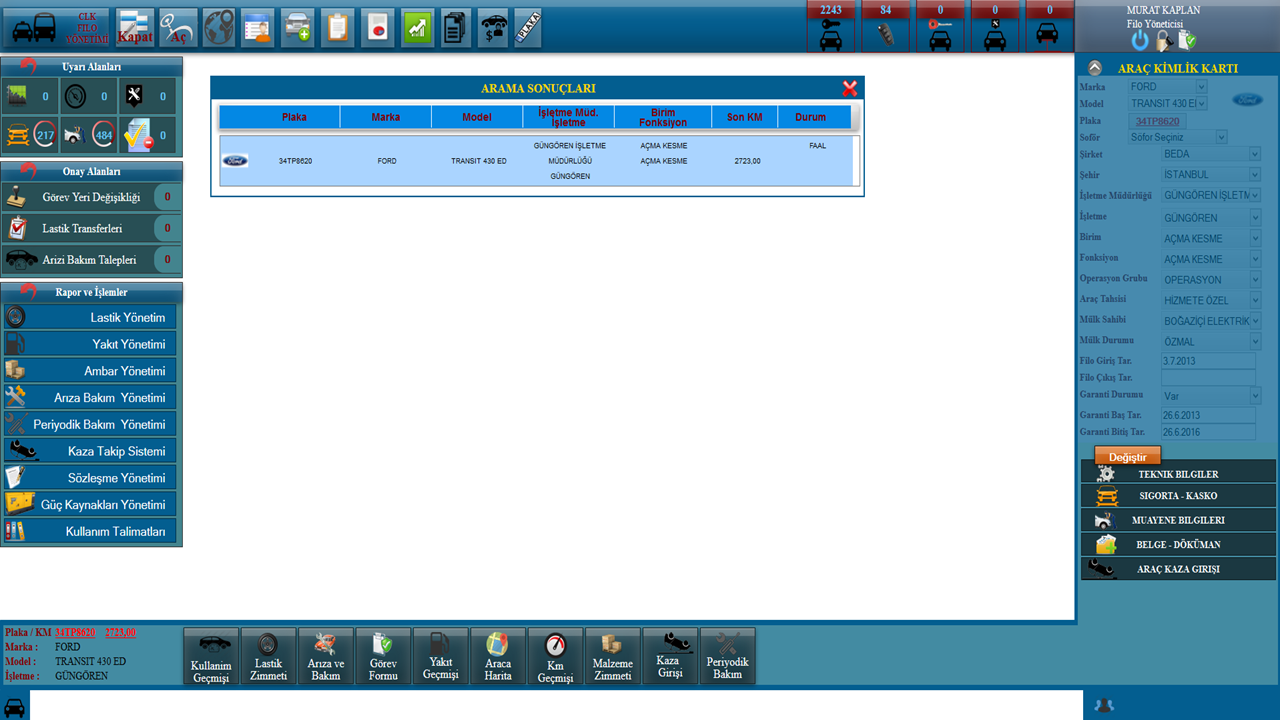 CLK
FİLO
YÖNETİMİ
Kapat
Aç
PLAKA
2243
84
0
0
0
MURAT KAPLAN
Filo Yöneticisi
Uyarı Alanları
0
0
0
217
484
0
Onay Alanları
Görev Yeri Değişikliği 0
Lastik Transferleri 0
Arizi Bakım Talepleri 0
Rapor ve İşlemler
Lastik Yönetim
Yakıt Yönetimi
Ambar Yönetimi
Arıza Bakım Yönetimi
Periyodik Bakım Yönetimi
Kaza Takip Sistemi
Sözleşme Yönetimi
Güç Kaynakları Yönetimi
Kullanım Talimatları
ARAMA SONUÇLARI
Plaka
Marka
Model
İşletme Müd.
İşletme
Birim
Fonksiyon
Son KM
Durum
Ford
34TP8620
FORD
TRANSIT 430 ED
GÜNGÖREN İŞLETME
MÜDÜRLÜĞÜ
GÜNGÖREN
AÇMA KESME
AÇMA KESME
2723,00
FAAL
ARAÇ KİMLİK KARTI
Marka FORD
Ford
Model TRANSIT 430 ED
Plaka 34TP8620
Soför Söfor Seçiniz
Şirket BEDA
Şehir İSTANBUL
İşletme Müdürlüğü GÜNGÖREN İŞLETM
İşletme GÜNGÖREN
Birim AÇMA KESME
Fonksiyon AÇMA KESME
Operasyon Grubu OPERASYON
Araç Tahsisi HİZMETE ÖZEL
Mülk Sahibi BOĞAZİÇİ ELEKTRİK
Mülk Durumu ÖZMAL
Filo Giriş Tar. 3.7.2013
Filo Çıkış Tar.
Garanti Durumu Var
Garanti Baş Tar. 26.6.2013
Garanti Bitiş Tar. 26.6.2016
Değiştir
TEKNIK BILGILER
SIGORTA - KASKO
MUAYENE BILGILERI
BELGE - DÖKÜMAN
ARAÇ KAZA GIRIŞI
Plaka / KM 34TP8620 2723,00
Marka : FORD
Model : TRANSIT 430 ED
İşletme : GÜNGÖREN
Kullanim
Geçmişi
Lastik
Zimmeti
Arıza ve
Bakım
Görev
Formu
Yakıt
Geçmişi
Araca
Harita
Km
Geçmişi
Malzeme
Zimmeti
Kaza
Girişi
Periyodik
Bakım